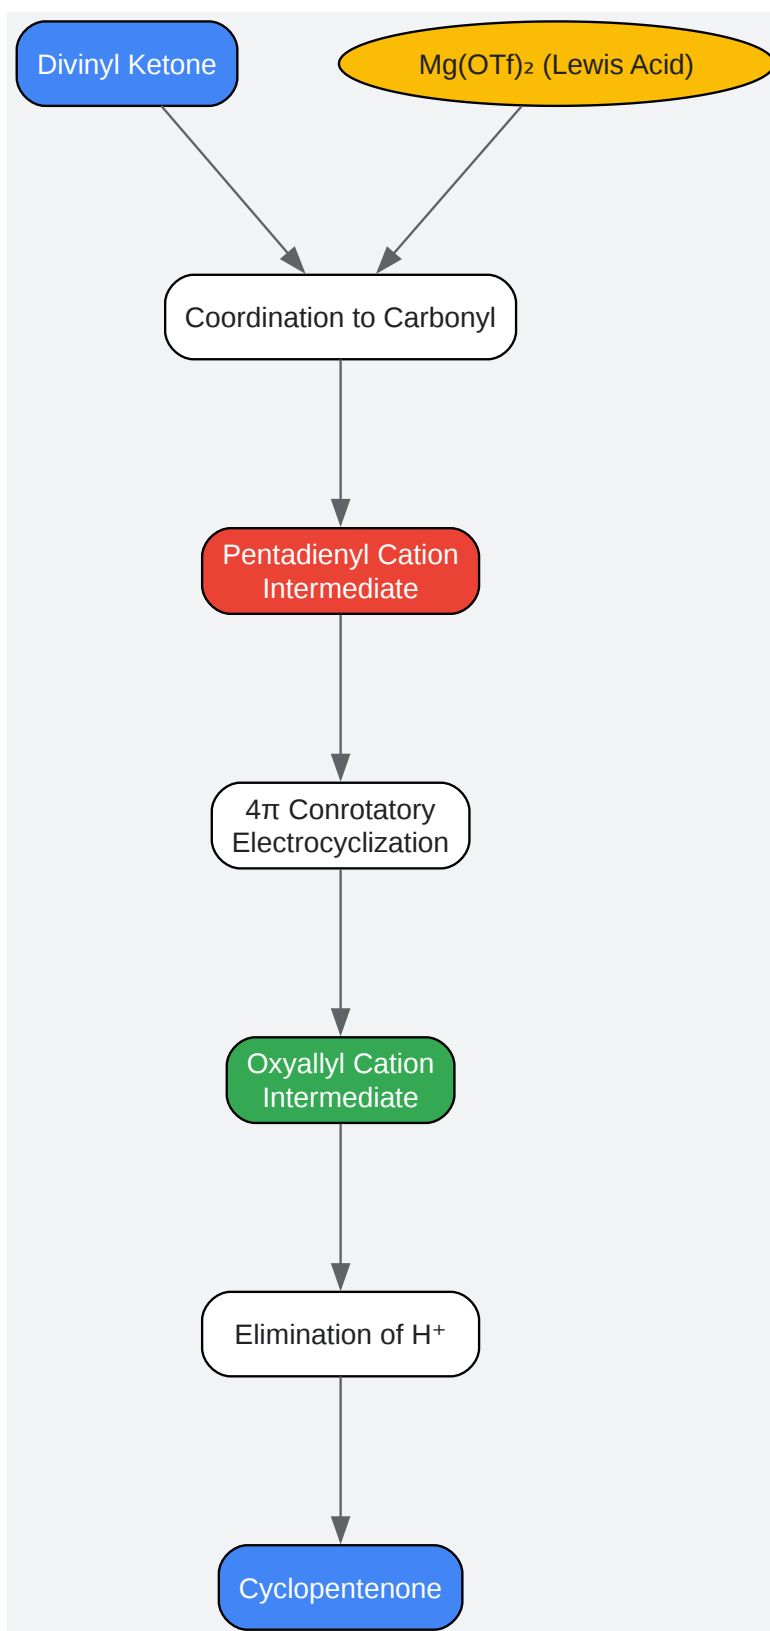 Divinyl Ketone
Mg(OTf)₂ (Lewis Acid)
Coordination to Carbonyl
Pentadienyl Cation
Intermediate
4π Conrotatory
Electrocyclization
Oxyallyl Cation
Intermediate
Elimination of H⁺
Cyclopentenone